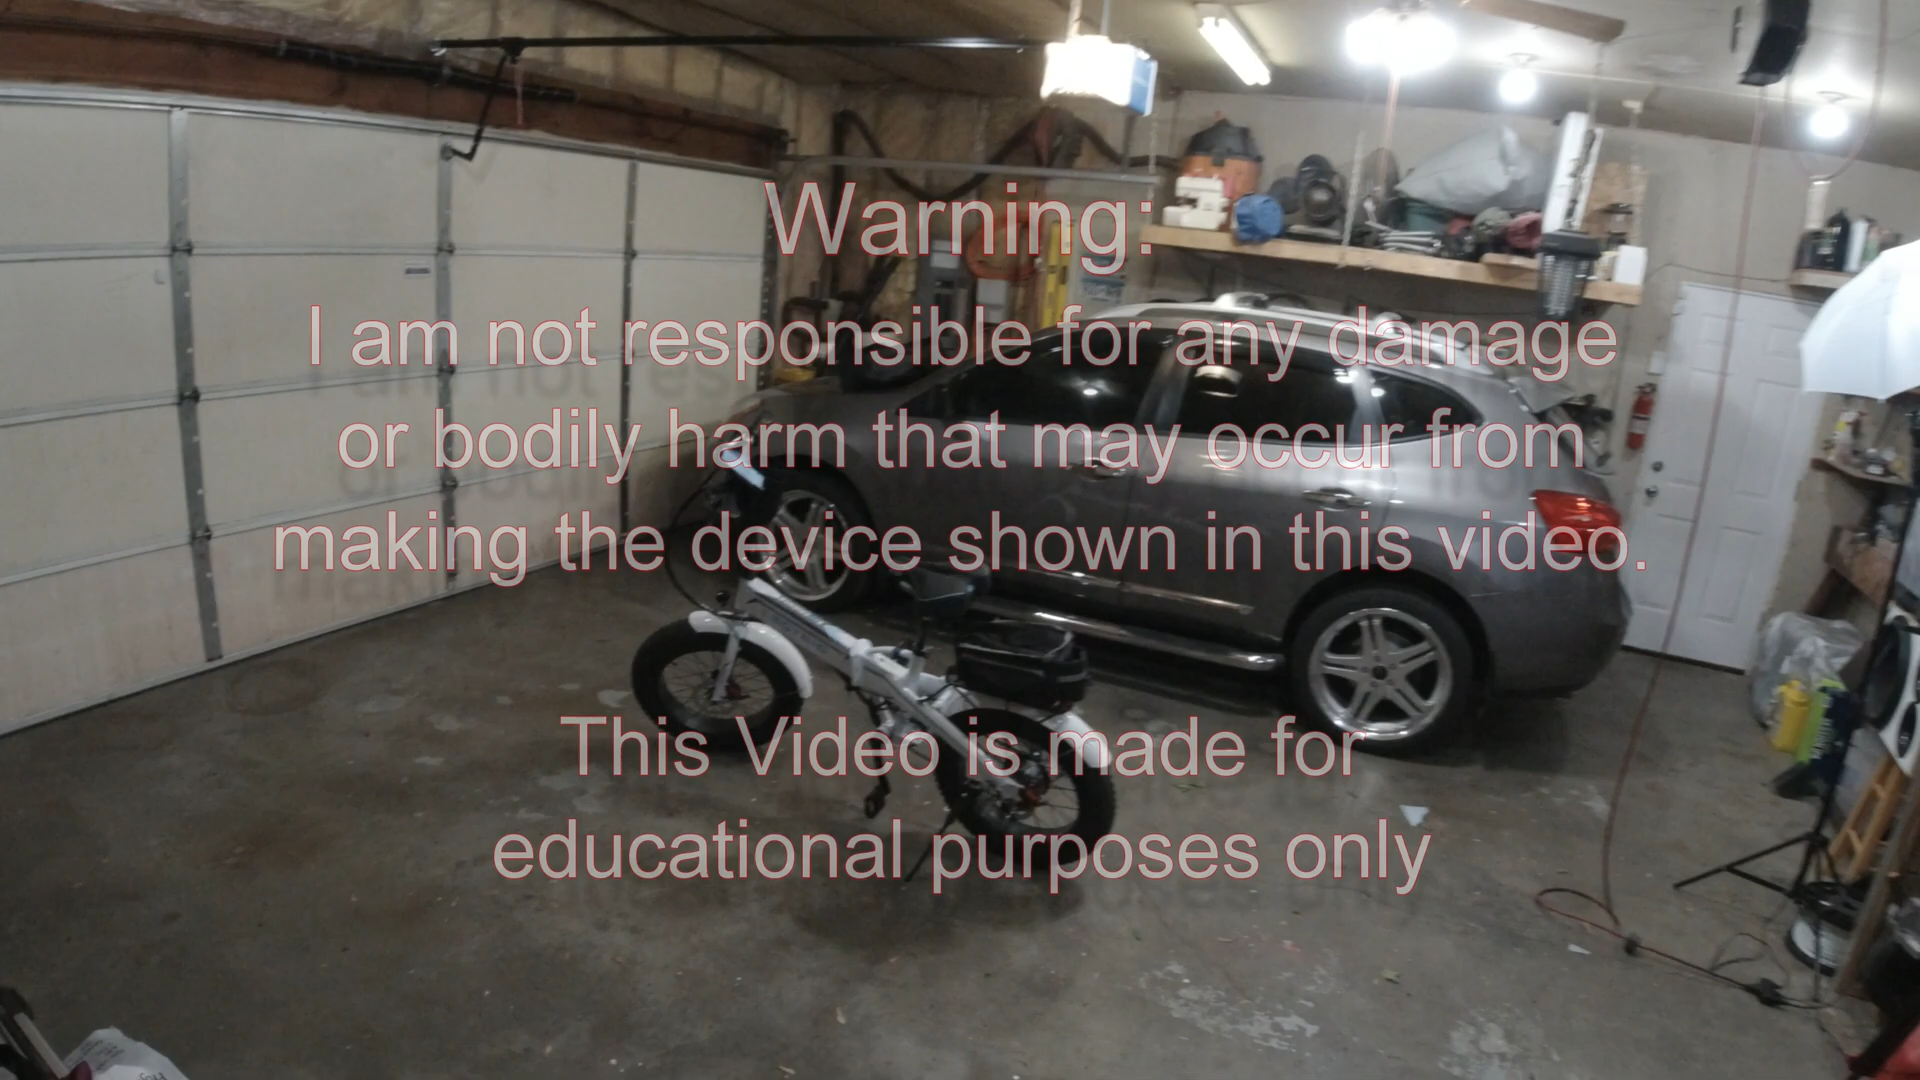 Warning:
I am not responsible for any damage
or bodily harm that may occur from
making the device shown in this video.
This Video is made for
educational purposes only